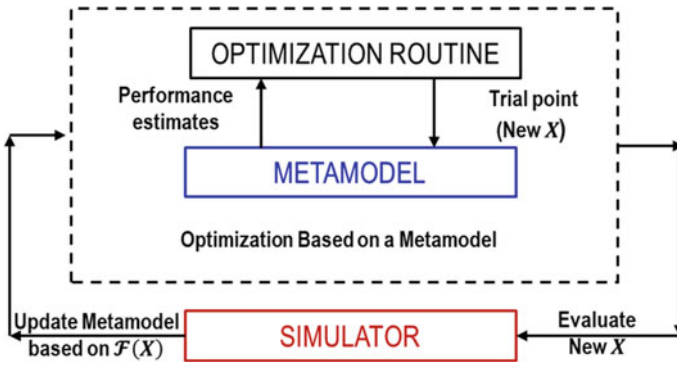 OPTIMIZATION ROUTINE
Performance
estimates
Trial point
(New X)
METAMODEL
Optimization Based on a Metamodel
Update Metamodel
based on ℱ(X)
SIMULATOR
Evaluate
New X